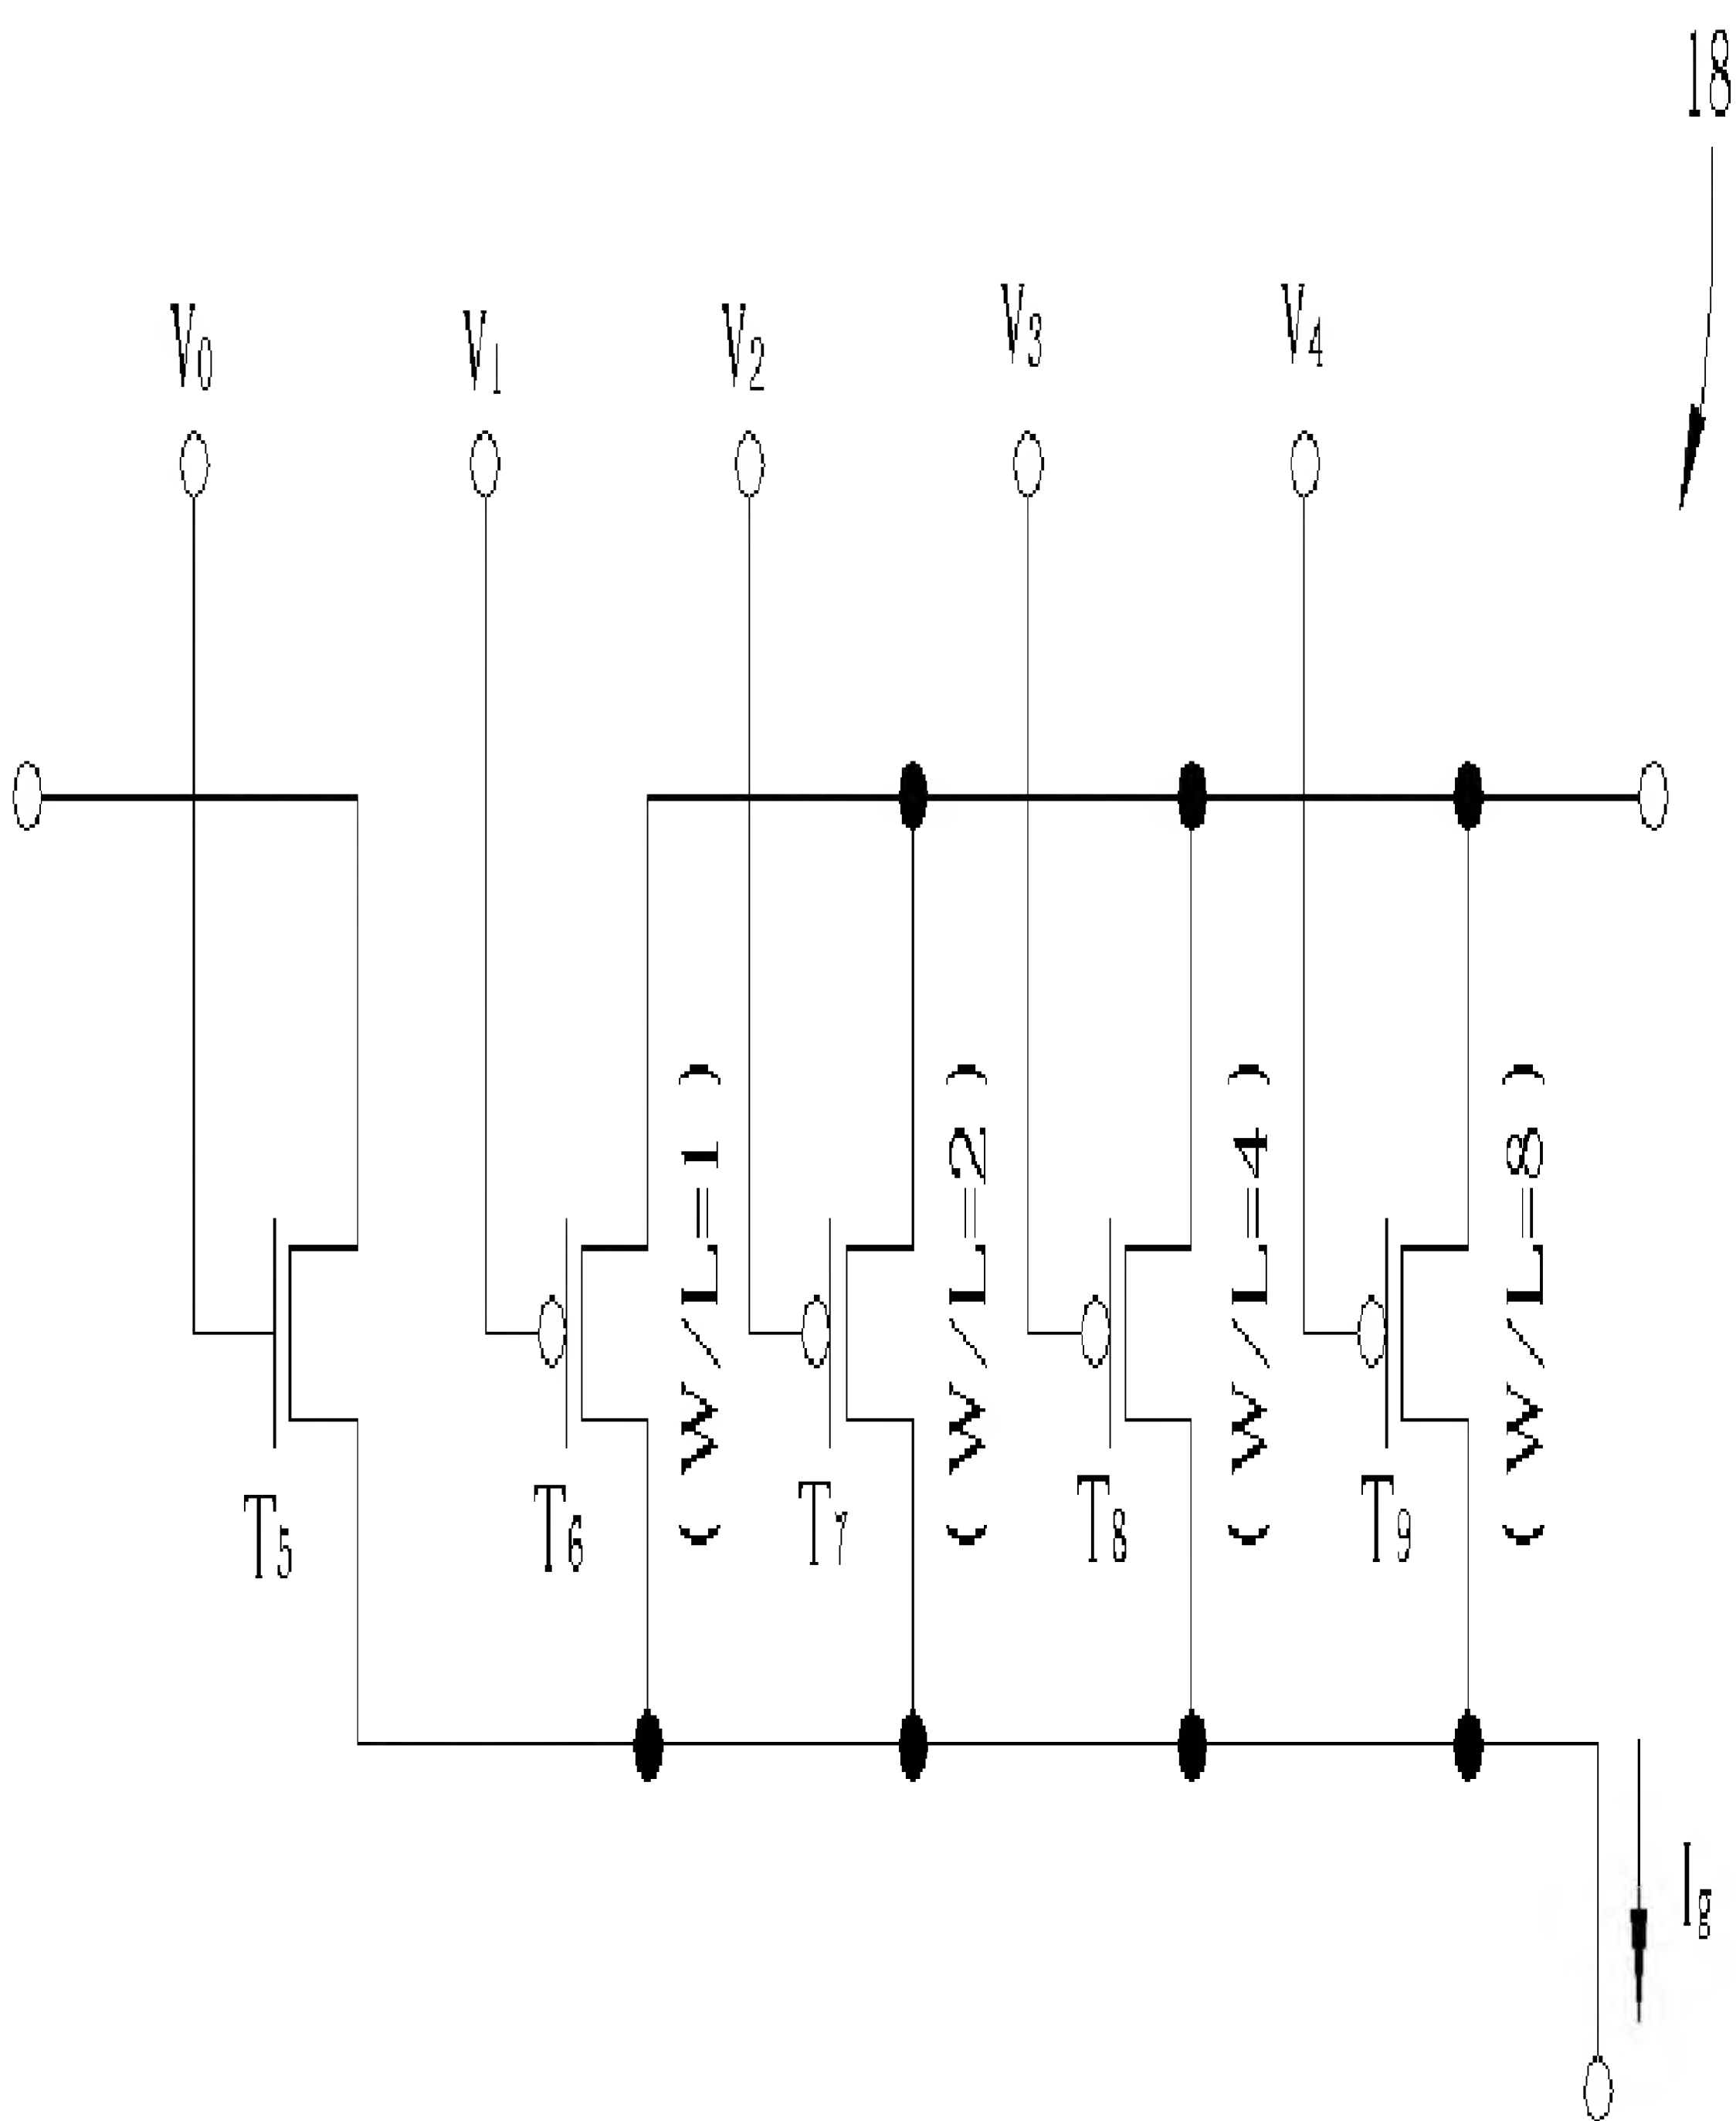 18
V0
V1
V2
V3
V4
(W/L=1)
(W/L=2)
(W/L=4)
(W/L=8)
T5
T6
T7
T8
T9
Ig